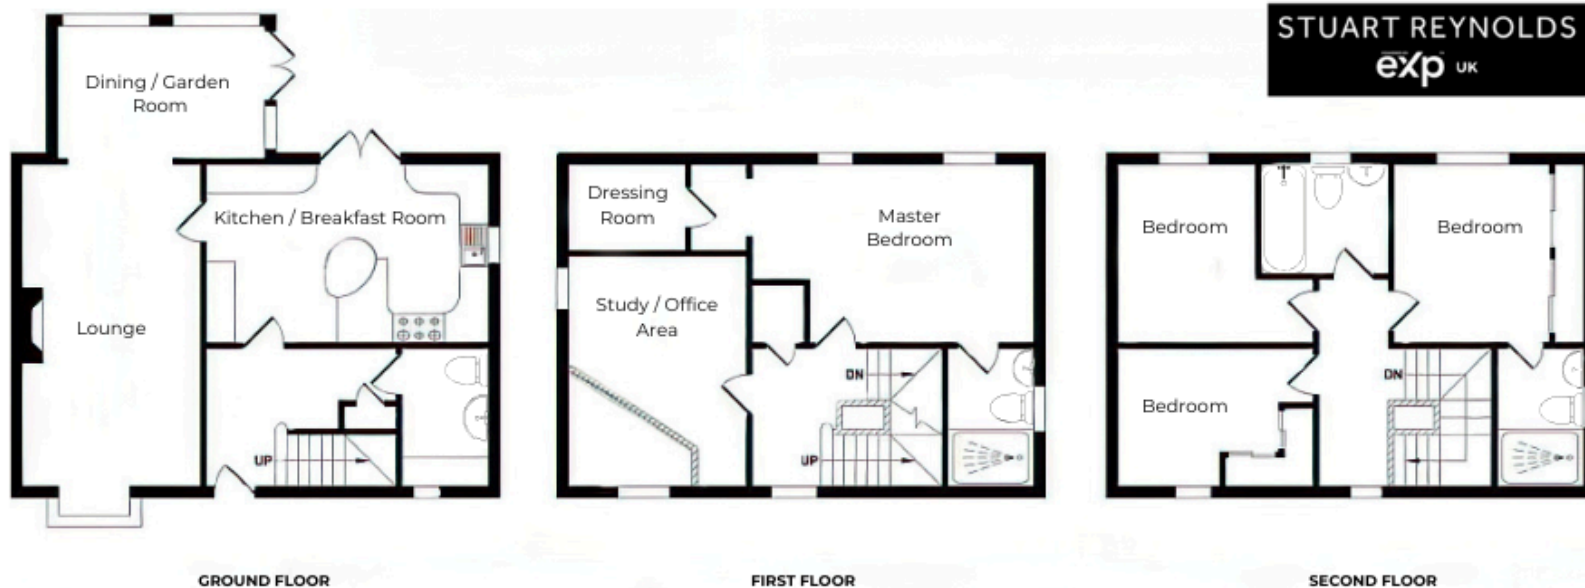 STUART REYNOLDS
exp UK
Dining / Garden
Room
Kitchen / Breakfast Room
Lounge
UP
GROUND FLOOR
Dressing
Room
Master
Bedroom
Study / Office
Area
DN
UP
FIRST FLOOR
Bedroom
Bedroom
Bedroom
DN
SECOND FLOOR